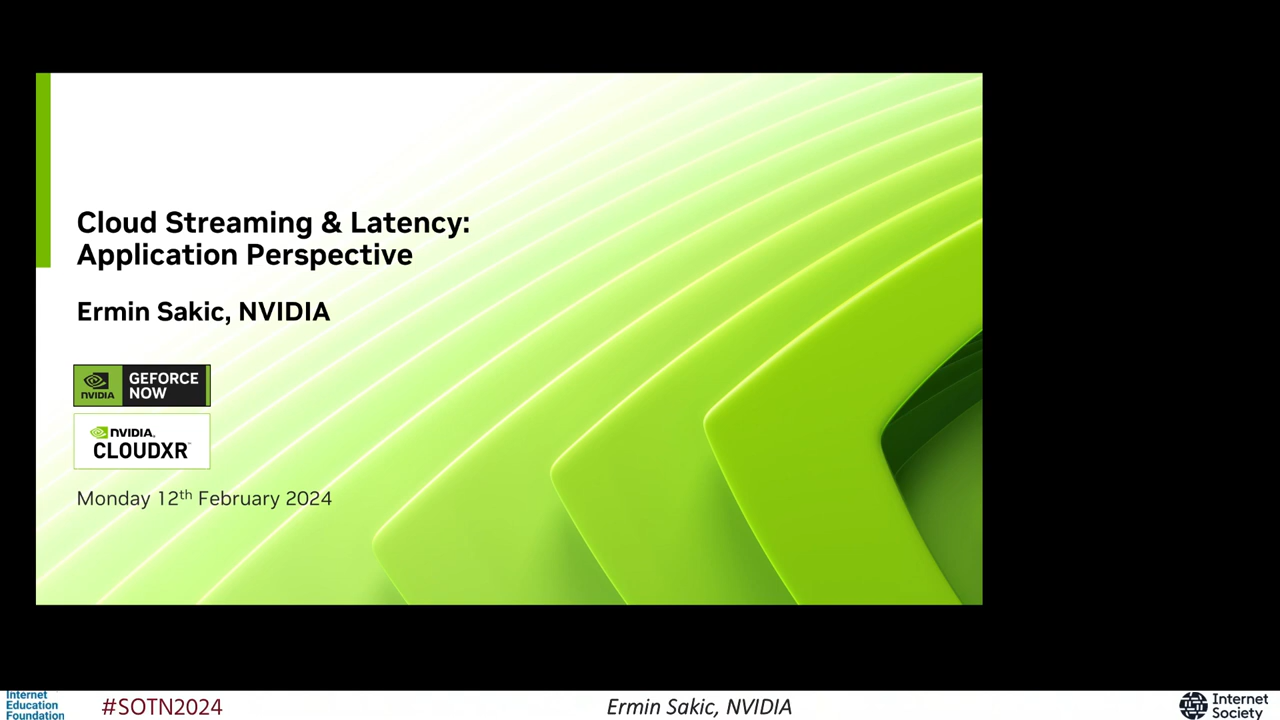 Cloud Streaming & Latency:
Application Perspective
Ermin Sakic, NVIDIA
NVIDIA
GEFORCE
NOW
NVIDIA.
CLOUDXR™
Monday 12th February 2024
Internet
Education
Foundation
#SOTN2024
Ermin Sakic, NVIDIA
Internet
Society